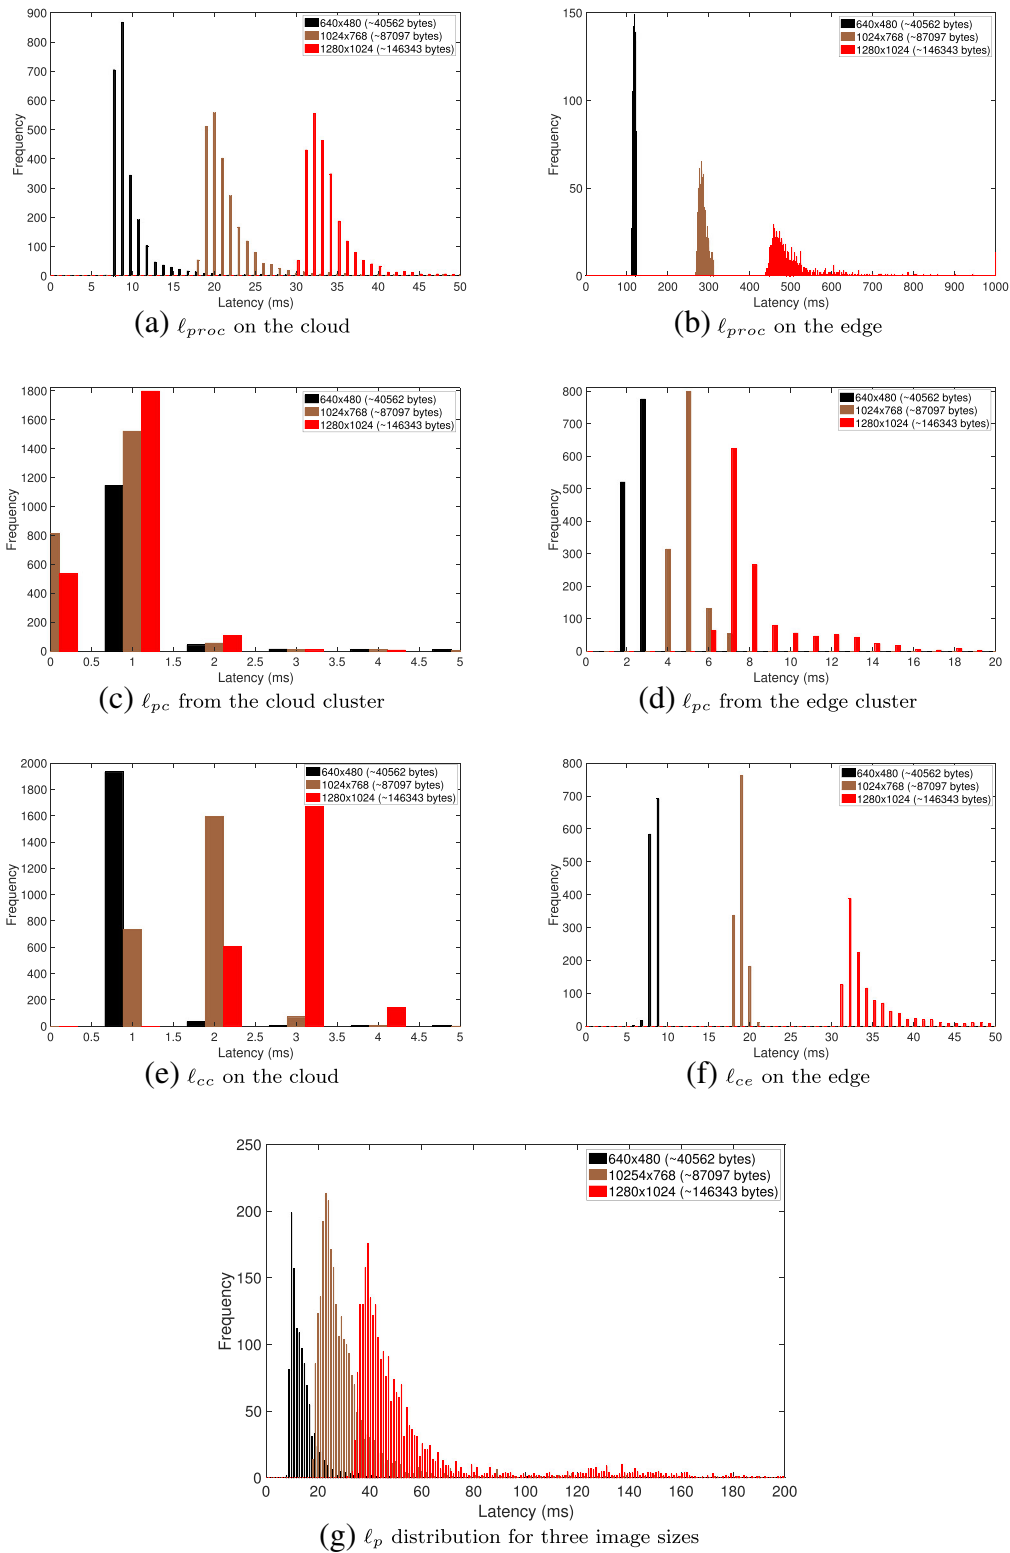 900
800
700
600
500
400
300
200
100
0
Frequency
640x480 (~40562 bytes)
1024x768 (~87097 bytes)
1280x1024 (~146343 bytes)
0 5 10 15 20 25 30 35 40 45 50
Latency (ms)
(a) ℓproc on the cloud
150
100
50
0
Frequency
640x480 (~40562 bytes)
1024x768 (~87097 bytes)
1280x1024 (~146343 bytes)
0 100 200 300 400 500 600 700 800 900 1000
Latency (ms)
(b) ℓproc on the edge
1800
1600
1400
1200
1000
800
600
400
200
0
Frequency
640x480 (~40562 bytes)
1024x768 (~87097 bytes)
1280x1024 (~146343 bytes)
0 0.5 1 1.5 2 2.5 3 3.5 4 4.5 5
Latency (ms)
(c) ℓpc from the cloud cluster
800
700
600
500
400
300
200
100
0
Frequency
640x480 (~40562 bytes)
1024x768 (~87097 bytes)
1280x1024 (~146343 bytes)
0 2 4 6 8 10 12 14 16 18 20
Latency (ms)
(d) ℓpc from the edge cluster
2000
1800
1600
1400
1200
1000
800
600
400
200
0
Frequency
640x480 (~40562 bytes)
1024x768 (~87097 bytes)
1280x1024 (~146343 bytes)
0 0.5 1 1.5 2 2.5 3 3.5 4 4.5 5
Latency (ms)
(e) ℓcc on the cloud
800
700
600
500
400
300
200
100
0
Frequency
640x480 (~40562 bytes)
1024x768 (~87097 bytes)
1280x1024 (~146343 bytes)
0 5 10 15 20 25 30 35 40 45 50
Latency (ms)
(f) ℓce on the edge
250
200
150
100
50
0
Frequency
640x480 (~40562 bytes)
10254x768 (~87097 bytes)
1280x1024 (~146343 bytes)
0 20 40 60 80 100 120 140 160 180 200
Latency (ms)
(g) ℓp distribution for three image sizes